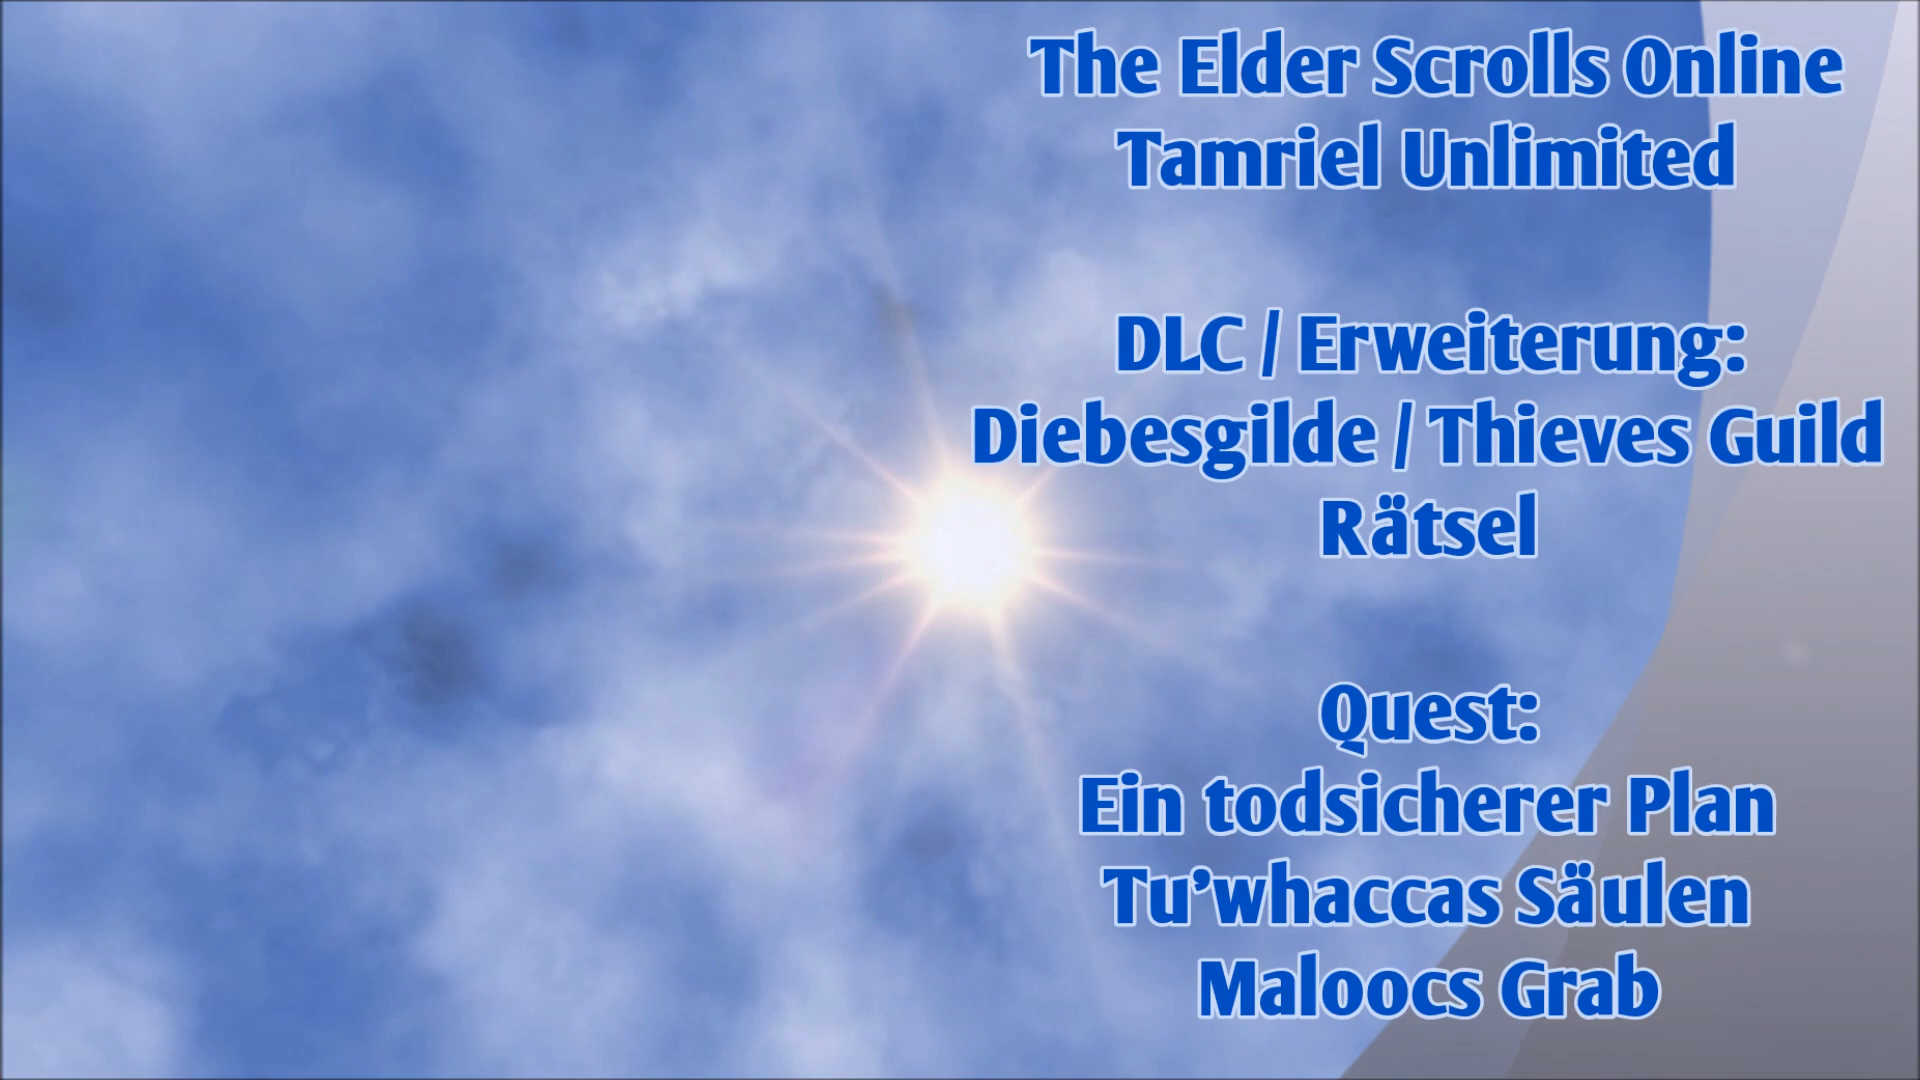 The Elder Scrolls Online
Tamriel Unlimited
DLC / Erweiterung:
Diebesgilde / Thieves Guild
Rätsel
Quest:
Ein todsicherer Plan
Tu'whaccas Säulen
Maloocs Grab